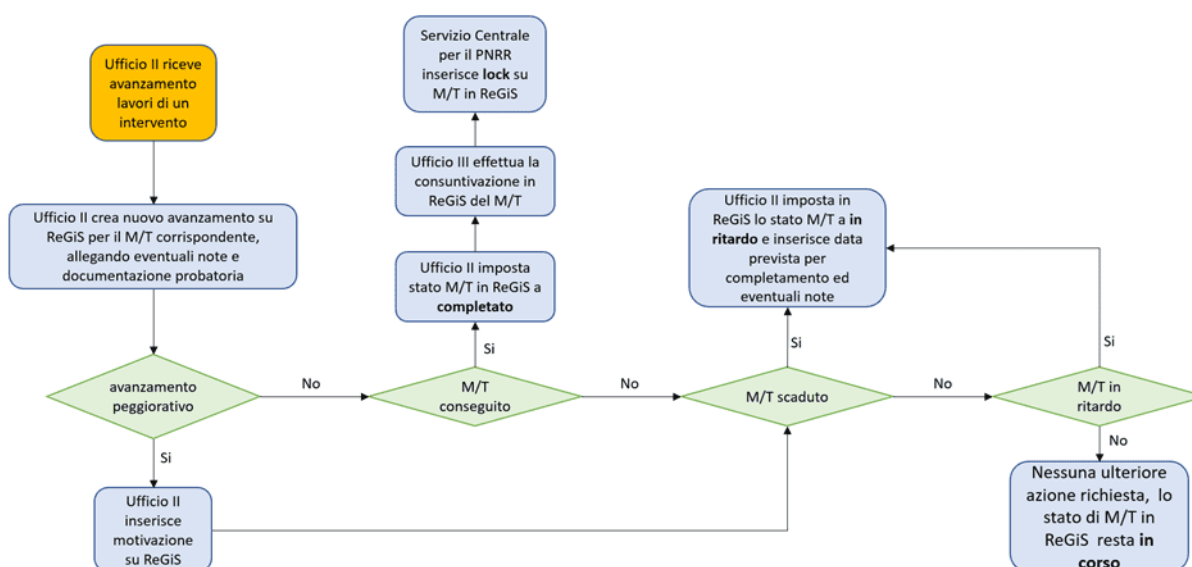 Ufficio II riceve
avanzamento
lavori di un
intervento
Ufficio II crea nuovo avanzamento su
ReGiS per il M/T corrispondente,
allegando eventuali note e
documentazione probatoria
avanzamento
peggiorativo
Si
Ufficio II
inserisce
motivazione
su ReGiS
No
Servizio Centrale
per il PNRR
inserisce lock su
M/T in ReGiS
Ufficio III effettua la
consuntivazione in
ReGiS del M/T
Ufficio II imposta
stato M/T in ReGiS a
completato
Si
M/T
conseguito
No
Ufficio II imposta in
ReGiS lo stato M/T a in
ritardo e inserisce data
prevista per
completamento ed
eventuali note
Si
M/T scaduto
No
Si
M/T in
ritardo
No
Nessuna ulteriore
azione richiesta, lo
stato di M/T in
ReGiS resta in
corso